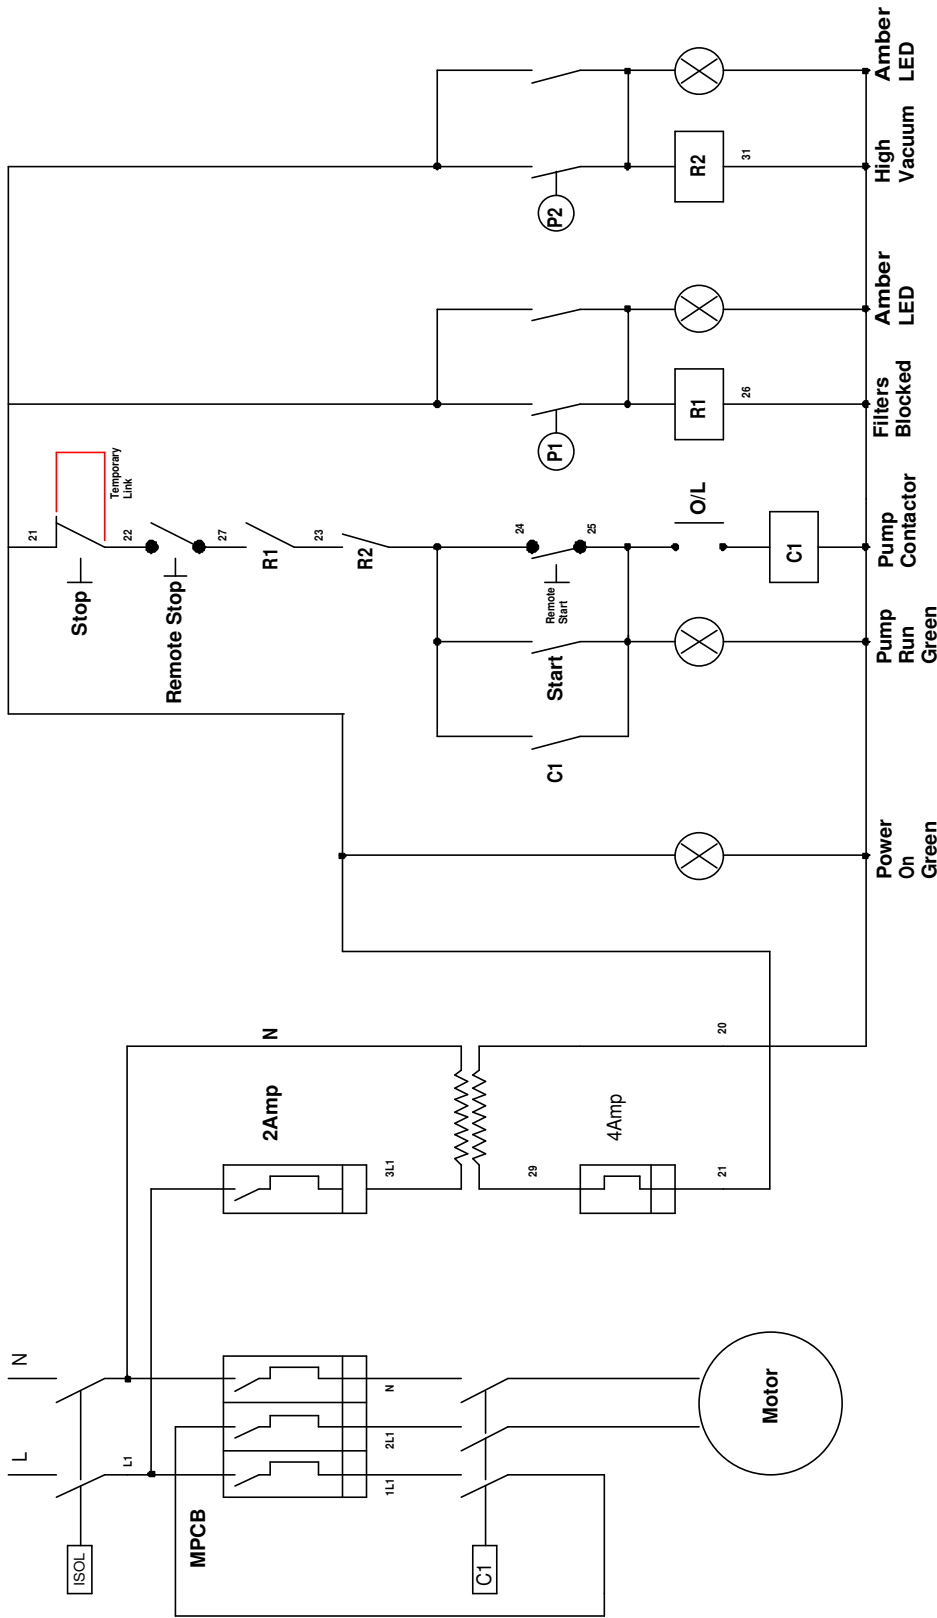 L
N
ISOL
L1
MPCB
1L1
2L1
N
C1
Motor
2Amp
N
3L1
29
4Amp
21
20
21
Stop
Temporary
Link
22
Remote Stop
27
R1
23
R2
24
25
Remote
Start
Start
C1
O/L
C1
P1
R1
26
P2
R2
31
Power
On
Green
Pump
Run
Green
Pump
Contactor
Filters
Blocked
Amber
LED
High
Vacuum
Amber
LED